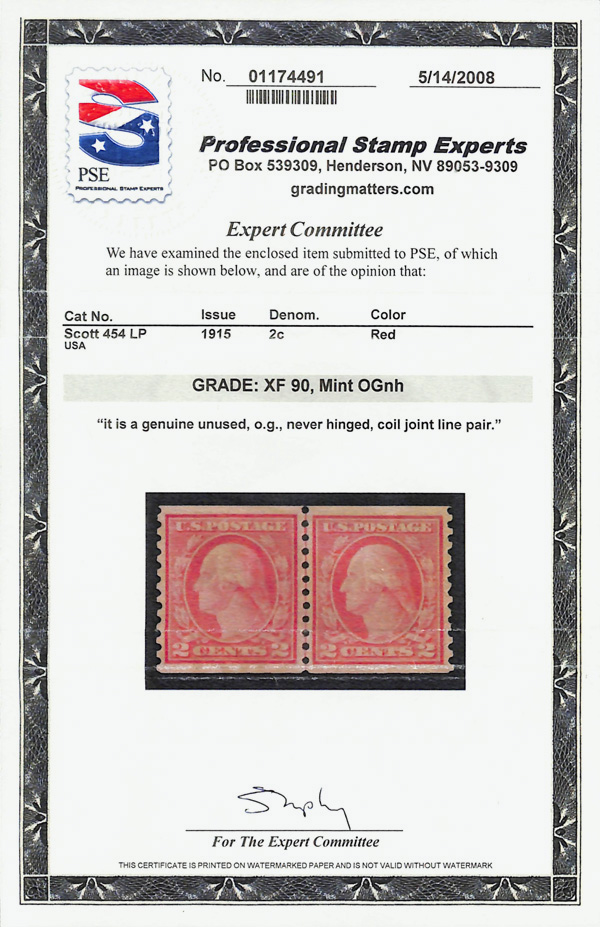 No. 01174491 5/14/2008
PSE
PROFESSIONAL STAMP EXPERTS
Professional Stamp Experts
PO Box 539309, Henderson, NV 89053-9309
gradingmatters.com
Expert Committee
We have examined the enclosed item submitted to PSE, of which
an image is shown below, and are of the opinion that:
Cat No. Issue Denom. Color
Scott 454 LP 1915 2c Red
USA
GRADE: XF 90, Mint OGnh
“it is a genuine unused, o.g., never hinged, coil joint line pair.”
U.S. POSTAGE U.S. POSTAGE
2 CENTS 2 2 CENTS 2
For The Expert Committee
THIS CERTIFICATE IS PRINTED ON WATERMARKED PAPER AND IS NOT VALID WITHOUT WATERMARK